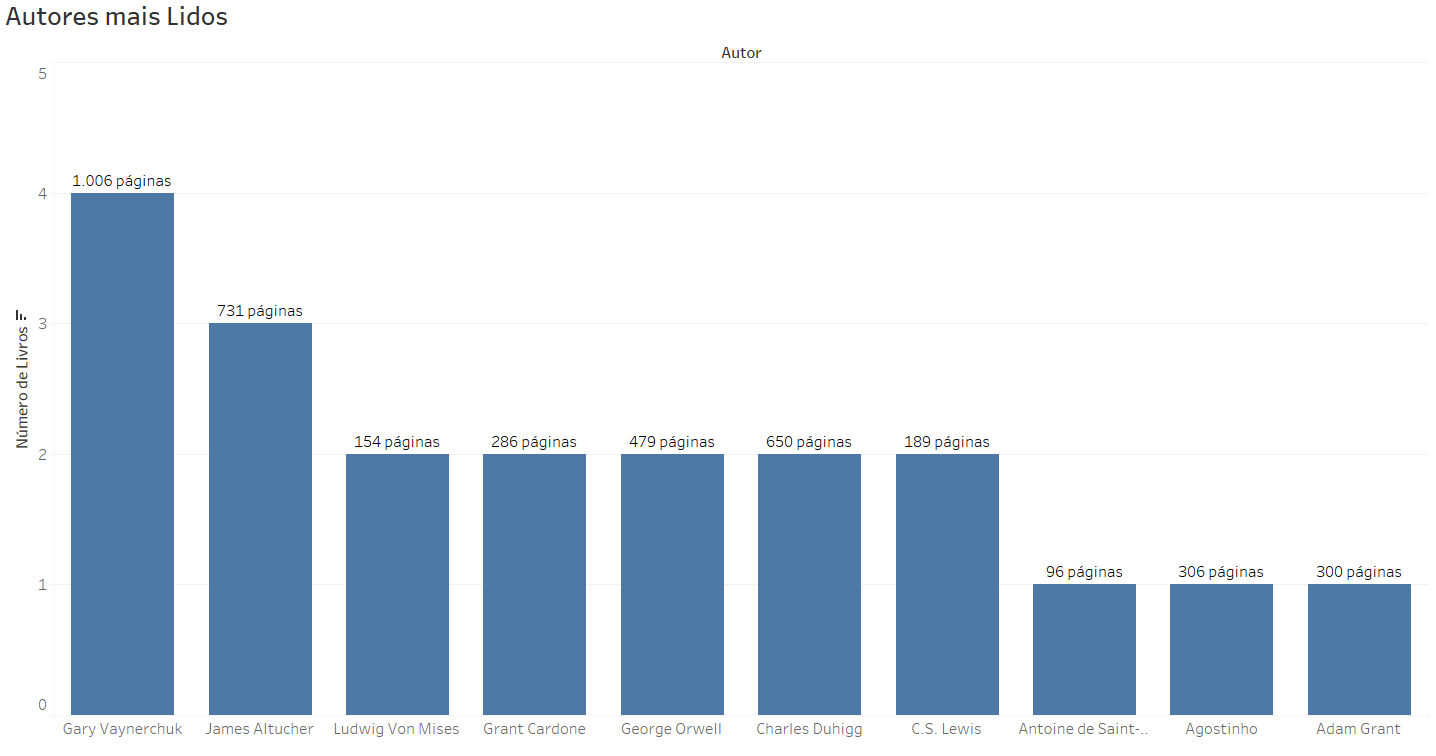 Autores mais Lidos
Autor
Número de Livros
5
4
3
2
1
0
1.006 páginas
731 páginas
154 páginas
286 páginas
479 páginas
650 páginas
189 páginas
96 páginas
306 páginas
300 páginas
Gary Vaynerchuk
James Altucher
Ludwig Von Mises
Grant Cardone
George Orwell
Charles Duhigg
C.S. Lewis
Antoine de Saint-..
Agostinho
Adam Grant